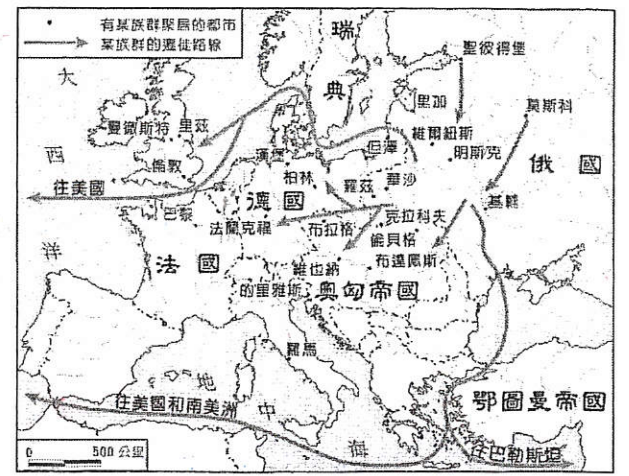 有某族群聚居的都市
某族群的遷徙路線
瑞典
聖彼得堡
大西洋
里加
莫斯科
曼徹斯特
里茲
維爾紐斯
明斯克
俄國
但澤
漢堡
倫敦
柏林
羅茲
華沙
往美國
德國
基輔
巴黎
法蘭克福
布拉格
克拉科夫
倫貝格
法國
維也納
布達佩斯
的里雅斯
奧匈帝國
羅馬
地中海
往美國和南美洲
鄂圖曼帝國
往巴勒斯坦
0 500公里